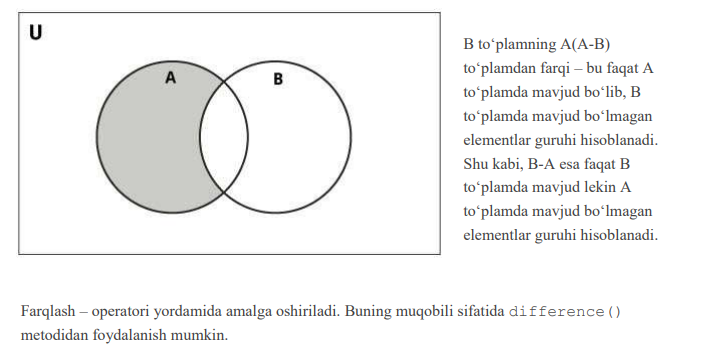 U
A
B
B to‘plamning A(A-B)
to‘plamdan farqi – bu faqat A
to‘plamda mavjud bo‘lib, B
to‘plamda mavjud bo‘lmagan
elementlar guruhi hisoblanadi.
Shu kabi, B-A esa faqat B
to‘plamda mavjud lekin A
to‘plamda mavjud bo‘lmagan
elementlar guruhi hisoblanadi.
Farqlash – operatori yordamida amalga oshiriladi. Buning muqobili sifatida difference()
metodidan foydalanish mumkin.